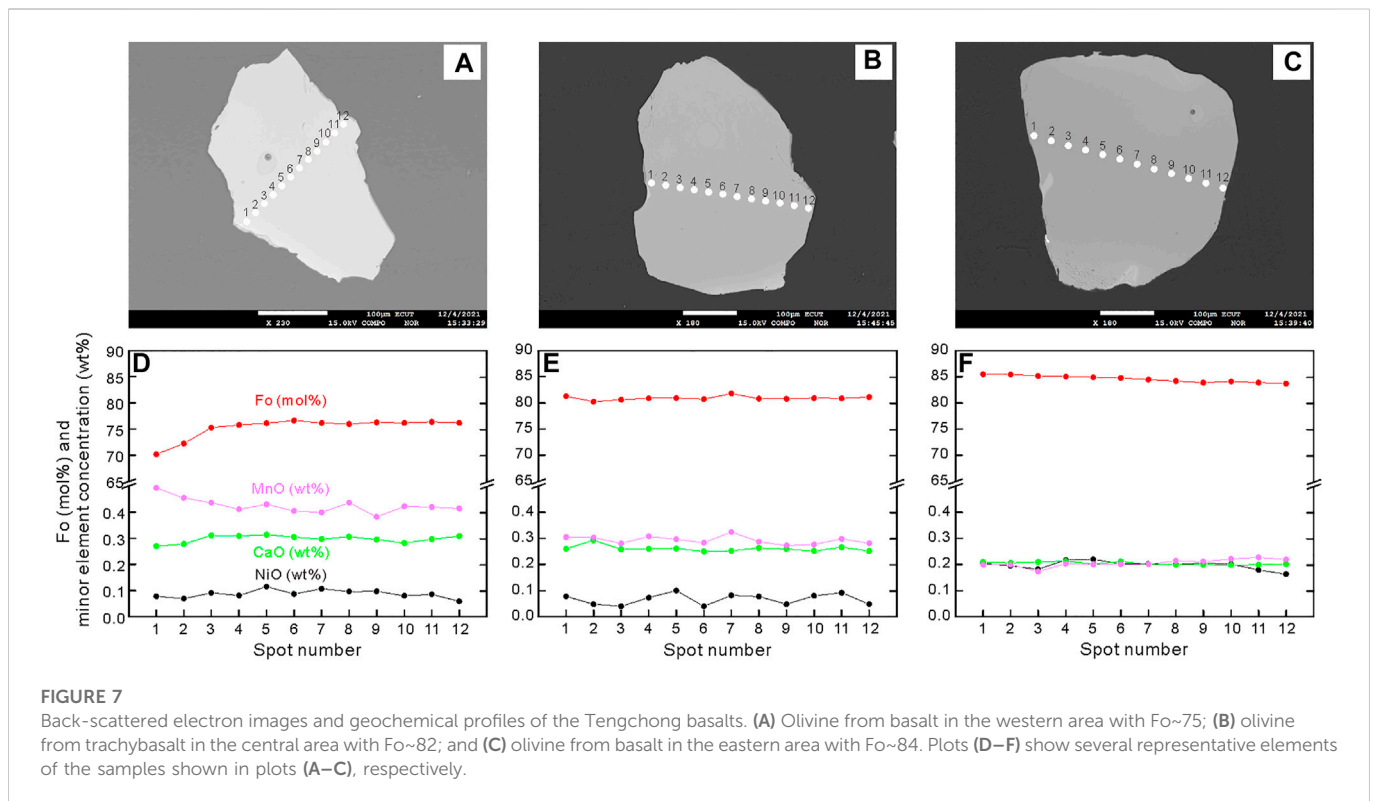 A
B
C
1 2 3 4 5 6 7 8 9 10 11 12
1 2 3 4 5 6 7 8 9 10 11 12
1 2 3 4 5 6 7 8 9 10 11 12
100μm ECUT 12/4/2021
X 230 15.0kV COMPO NOR 15:33:29
100μm ECUT 12/4/2021
X 180 15.0kV COMPO NOR 15:45:45
100μm ECUT 12/4/2021
X 180 15.0kV COMPO NOR 15:39:40
Fo (mol%) and
minor element concentration (wt%)
90
85
80
75
70
65
0.4
0.3
0.2
0.1
0.0
D
Fo (mol%)
MnO (wt%)
CaO (wt%)
NiO (wt%)
1 2 3 4 5 6 7 8 9 10 11 12
Spot number
90
85
80
75
70
65
0.4
0.3
0.2
0.1
0.0
E
1 2 3 4 5 6 7 8 9 10 11 12
Spot number
90
85
80
75
70
65
0.4
0.3
0.2
0.1
0.0
F
1 2 3 4 5 6 7 8 9 10 11 12
Spot number
FIGURE 7
Back-scattered electron images and geochemical profiles of the Tengchong basalts. (A) Olivine from basalt in the western area with Fo~75; (B) olivine
from trachybasalt in the central area with Fo~82; and (C) olivine from basalt in the eastern area with Fo~84. Plots (D–F) show several representative elements
of the samples shown in plots (A–C), respectively.